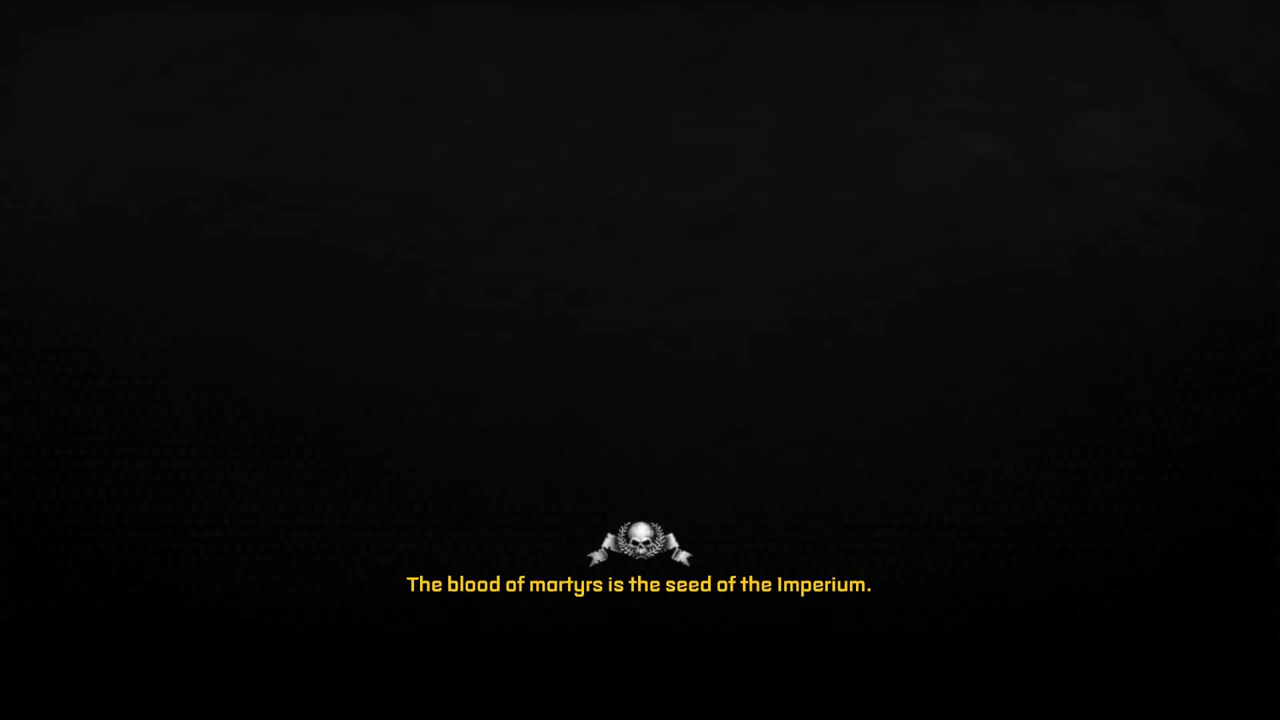 The blood of martyrs is the seed of the Imperium.